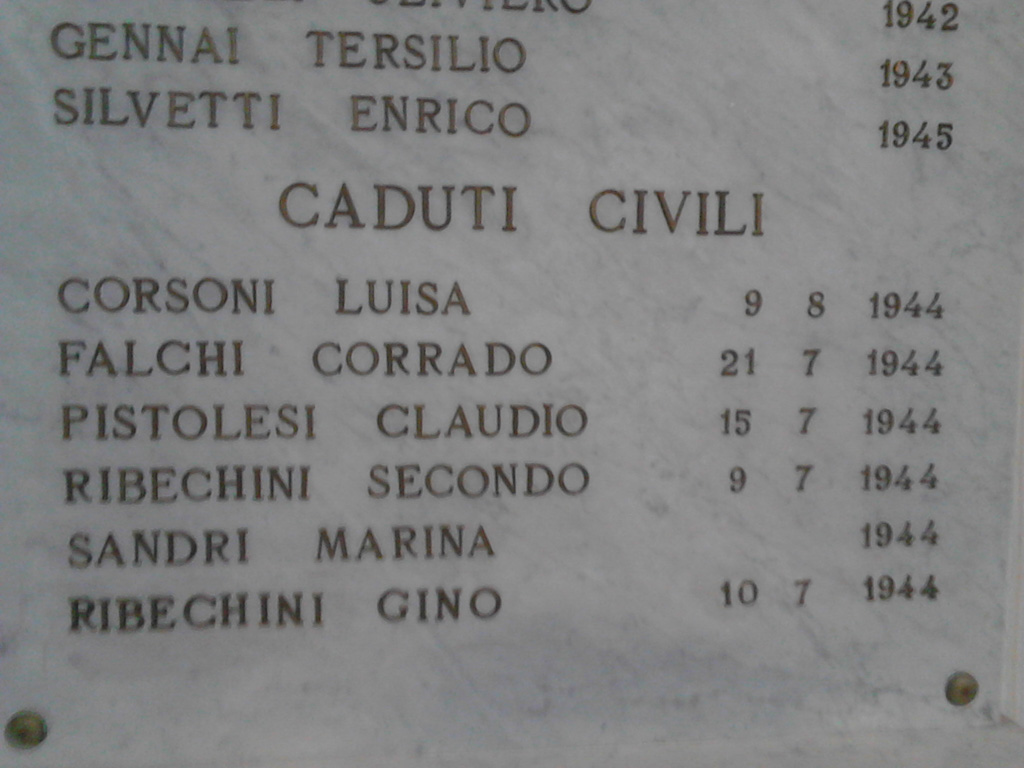 OLIVIERO 1942
GENNAI TERSILIO 1943
SILVETTI ENRICO 1945
CADUTI CIVILI
CORSONI LUISA 9 8 1944
FALCHI CORRADO 21 7 1944
PISTOLESI CLAUDIO 15 7 1944
RIBECHINI SECONDO 9 7 1944
SANDRI MARINA 1944
RIBECHINI GINO 10 7 1944